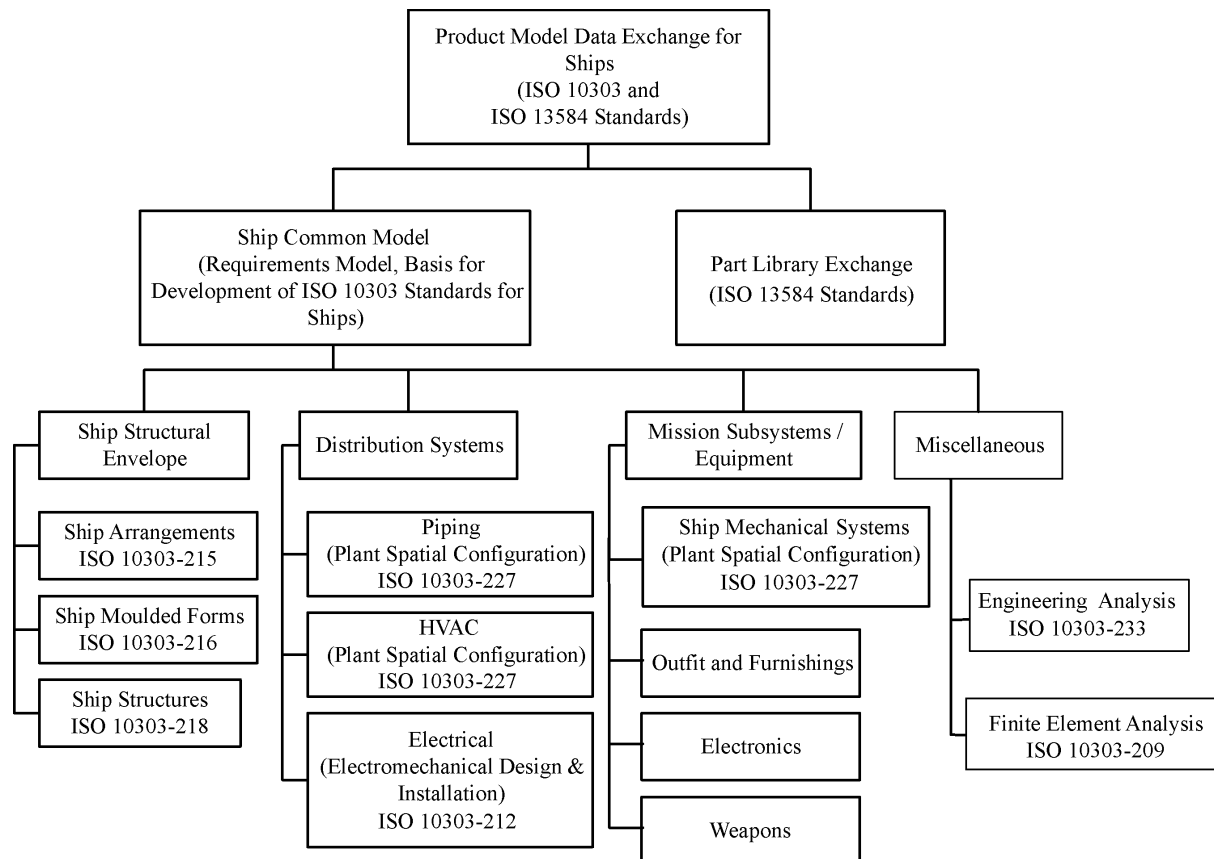 Product Model Data Exchange for
Ships
(ISO 10303 and
ISO 13584 Standards)
Ship Common Model
(Requirements Model, Basis for
Development of ISO 10303 Standards for
Ships)
Part Library Exchange
(ISO 13584 Standards)
Ship Structural
Envelope
Ship Arrangements
ISO 10303-215
Ship Moulded Forms
ISO 10303-216
Ship Structures
ISO 10303-218
Distribution Systems
Piping
(Plant Spatial Configuration)
ISO 10303-227
HVAC
(Plant Spatial Configuration)
ISO 10303-227
Electrical
(Electromechanical Design &
Installation)
ISO 10303-212
Mission Subsystems /
Equipment
Ship Mechanical Systems
(Plant Spatial Configuration)
ISO 10303-227
Outfit and Furnishings
Electronics
Weapons
Miscellaneous
Engineering Analysis
ISO 10303-233
Finite Element Analysis
ISO 10303-209